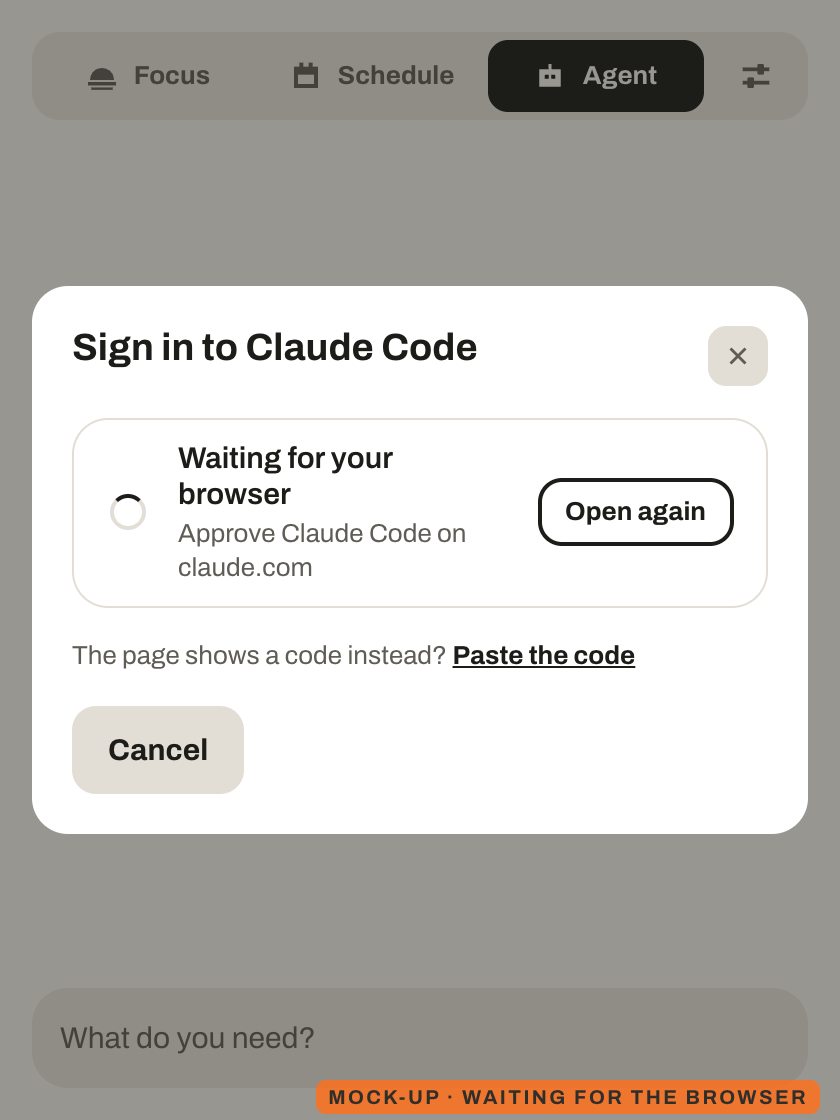 Focus
Schedule
Agent
Sign in to Claude Code
Waiting for your
browser
Approve Claude Code on
claude.com
Open again
The page shows a code instead? Paste the code
Cancel
What do you need?
MOCK-UP · WAITING FOR THE BROWSER